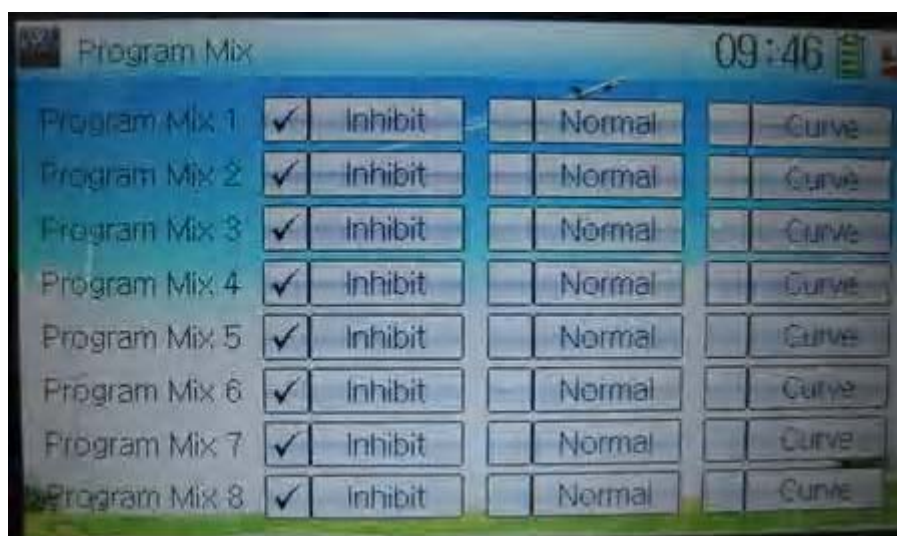 Program Mix 09:46
Program Mix 1 Inhibit Normal Curve
Program Mix 2 Inhibit Normal Curve
Program Mix 3 Inhibit Normal Curve
Program Mix 4 Inhibit Normal Curve
Program Mix 5 Inhibit Normal Curve
Program Mix 6 Inhibit Normal Curve
Program Mix 7 Inhibit Normal Curve
Program Mix 8 Inhibit Normal Curve